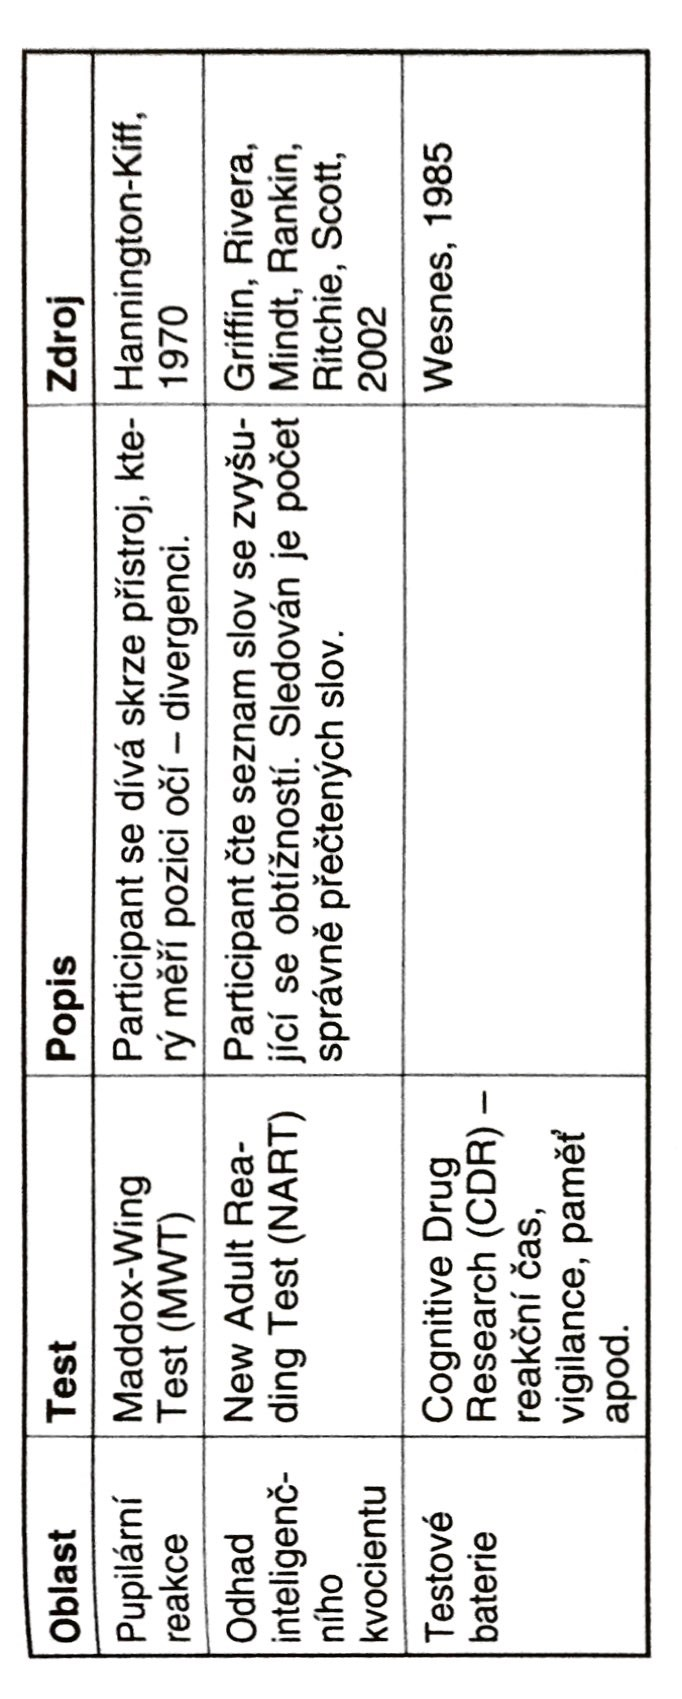 Oblast Test Popis Zdroj
Pupilární
reakce
Maddox-Wing
Test (MWT)
Participant se dívá skrze přístroj, kte-
rý měří pozici očí – divergenci.
Hannington-Kiff,
1970
Odhad
inteligenč-
ního
kvocientu
New Adult Rea-
ding Test (NART)
Participant čte seznam slov se zvyšu-
jící se obtížností. Sledován je počet
správně přečtených slov.
Griffin, Rivera,
Mindt, Rankin,
Ritchie, Scott,
2002
Testové
baterie
Cognitive Drug
Research (CDR) –
reakční čas,
vigilance, paměť
apod.
Wesnes, 1985